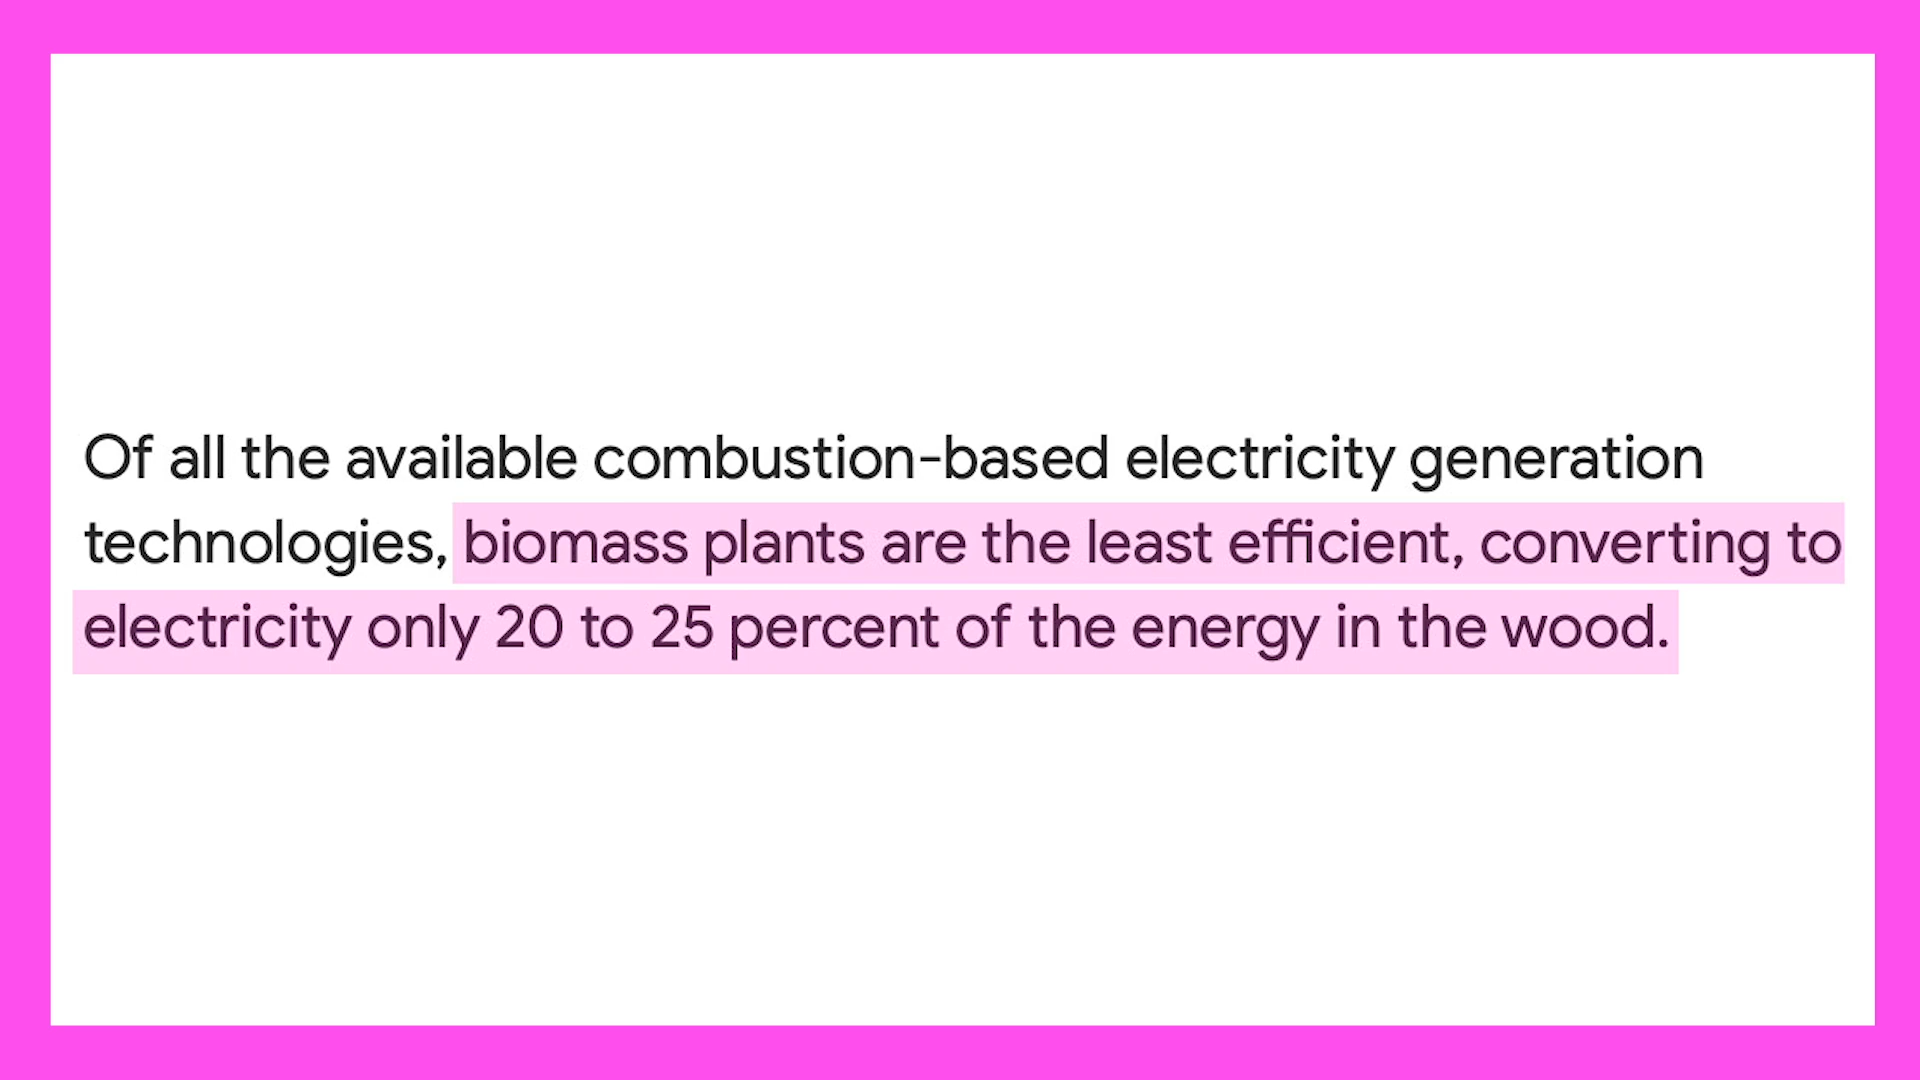 Of all the available combustion-based electricity generation
technologies, biomass plants are the least efficient, converting to
electricity only 20 to 25 percent of the energy in the wood.